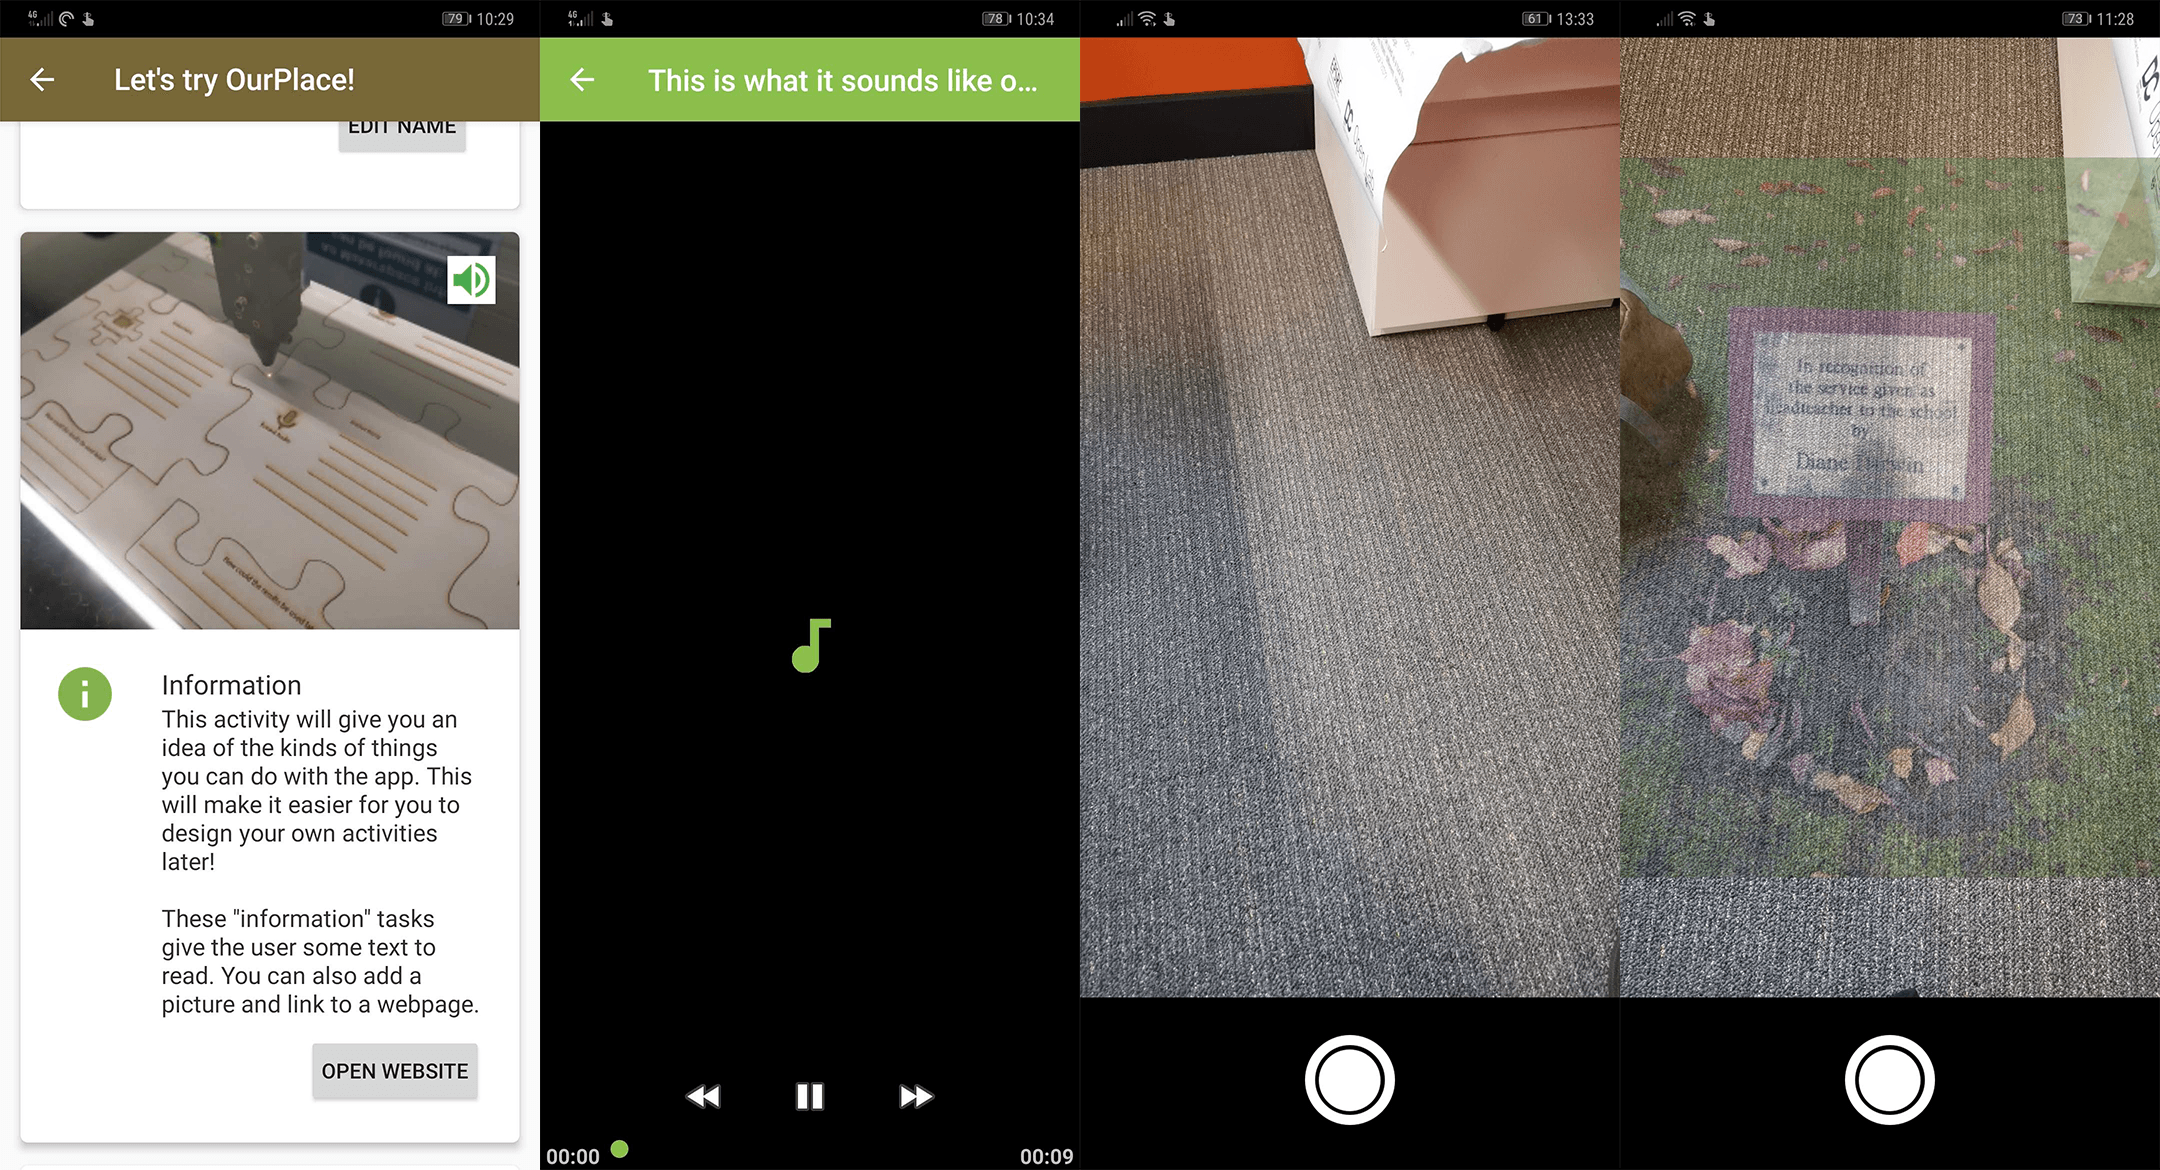 4G
79 10:29
Let's try OurPlace!
EDIT NAME
Information
This activity will give you an
idea of the kinds of things
you can do with the app. This
will make it easier for you to
design your own activities
later!
These "information" tasks
give the user some text to
read. You can also add a
picture and link to a webpage.
OPEN WEBSITE
4G
78 10:34
This is what it sounds like o...
00:00
00:09
61 13:33
Open Lab
73 11:28
In recognition of
the service given as
headteacher to the school
by
Diane